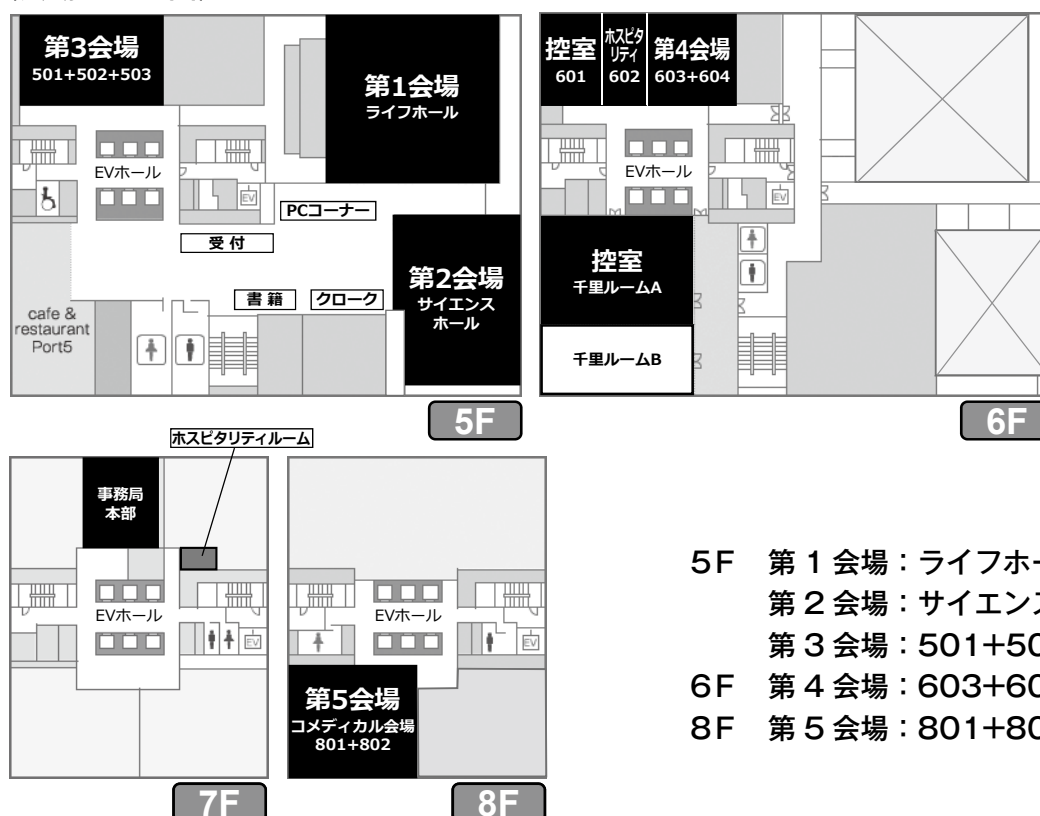 第3会場
501+502+503
第1会場
ライフホール
EVホール
EV
PCコーナー
受 付
第2会場
サイエンス
ホール
書 籍
クローク
cafe &
restaurant
Port5
5F
控室
601
ホスピタ
リティ
602
第4会場
603+604
EVホール
EV
控室
千里ルームA
千里ルームB
6F
ホスピタリティルーム
事務局
本部
EVホール
EV
7F
EVホール
EV
第5会場
コメディカル会場
801+802
8F
5F 第1会場：ライフホー
第2会場：サイエン
第3会場：501+50
6F 第4会場：603+60
8F 第5会場：801+80